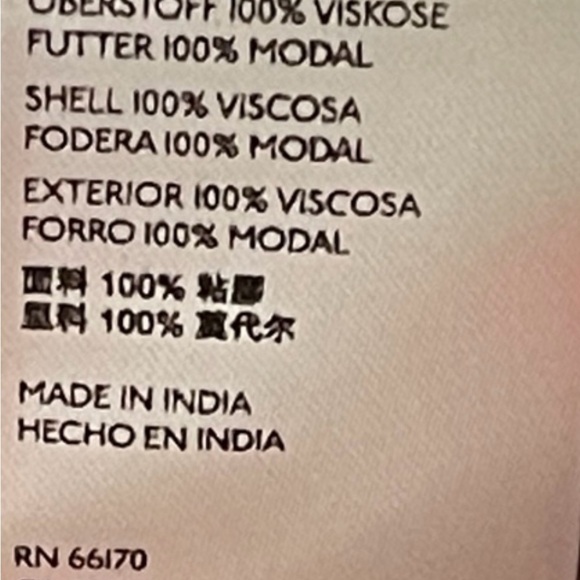 OBERSTOFF 100% VISKOSE
FUTTER 100% MODAL
SHELL 100% VISCOSA
FODERA 100% MODAL
EXTERIOR 100% VISCOSA
FORRO 100% MODAL
面料 100% 粘膠
里料 100% 莫代尔
MADE IN INDIA
HECHO EN INDIA
RN 66170